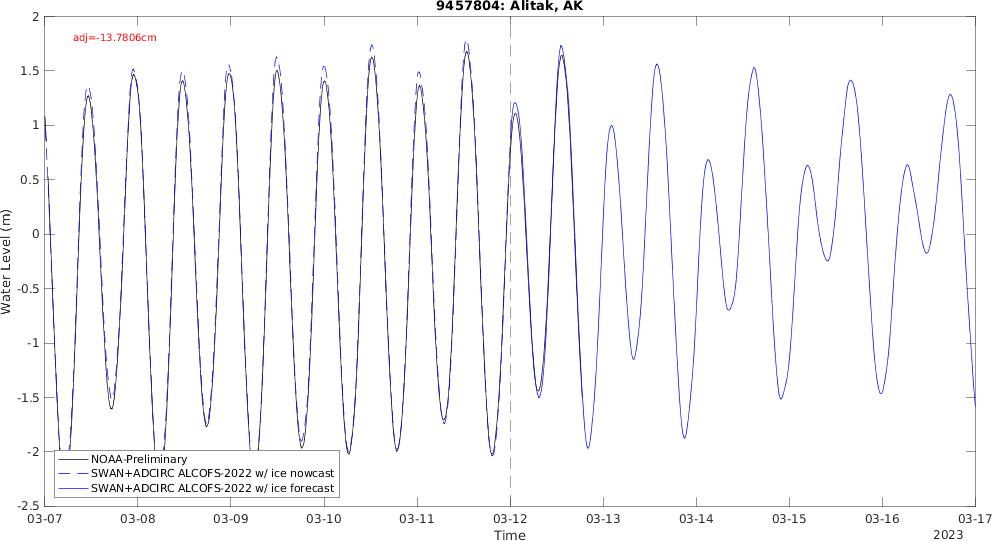 9457804: Alitak, AK
adj=-13.7806cm
2
1.5
1
0.5
0
-0.5
-1
-1.5
-2
-2.5
Water Level (m)
NOAA-Preliminary
SWAN+ADCIRC ALCOFS-2022 w/ ice nowcast
SWAN+ADCIRC ALCOFS-2022 w/ ice forecast
03-07 03-08 03-09 03-10 03-11 03-12 03-13 03-14 03-15 03-16 03-17
Time
2023